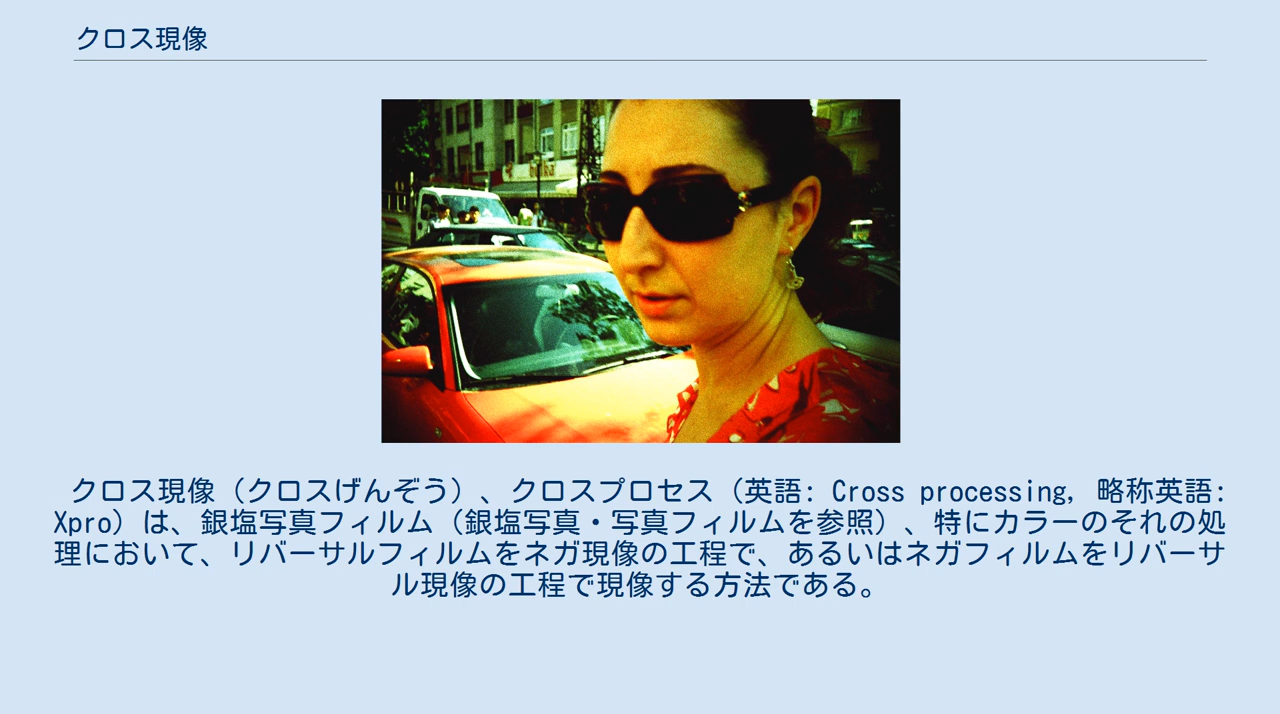 クロス現像
クロス現像（クロスげんぞう）、クロスプロセス（英語: Cross processing, 略称英語:
Xpro）は、銀塩写真フィルム（銀塩写真・写真フィルムを参照）、特にカラーのそれの処
理において、リバーサルフィルムをネガ現像の工程で、あるいはネガフィルムをリバーサ
ル現像の工程で現像する方法である。